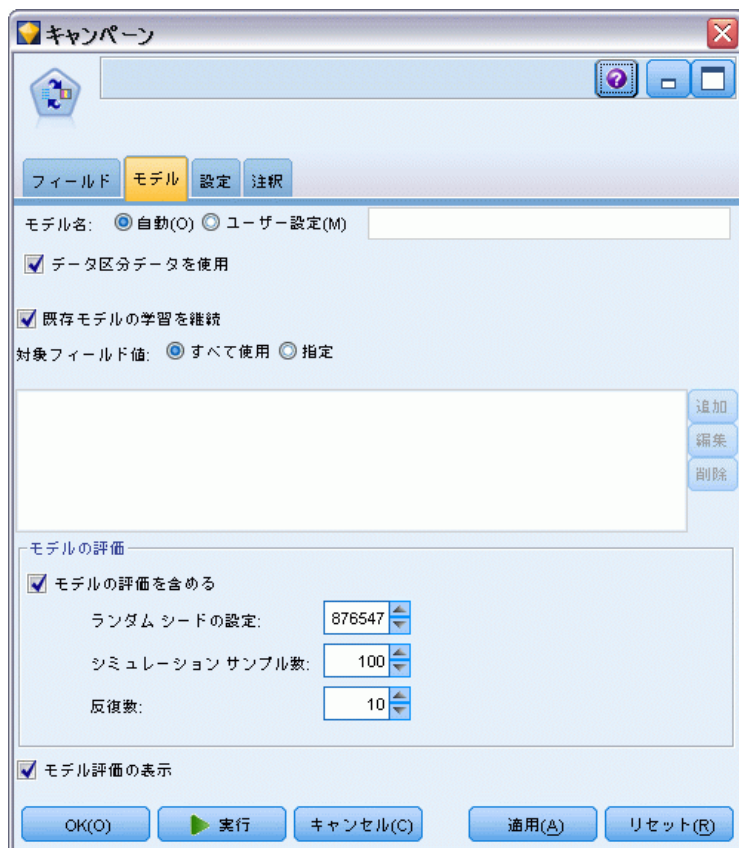 キャンペーン
フィールド モデル 設定 注釈
モデル名: 自動(O) ユーザー設定(M)
データ区分データを使用
既存モデルの学習を継続
対象フィールド値: すべて使用 指定
追加
編集
削除
モデルの評価
モデルの評価を含める
ランダム シードの設定: 876547
シミュレーション サンプル数: 100
反復数: 10
モデル評価の表示
OK(O) 実行 キャンセル(C) 適用(A) リセット(R)